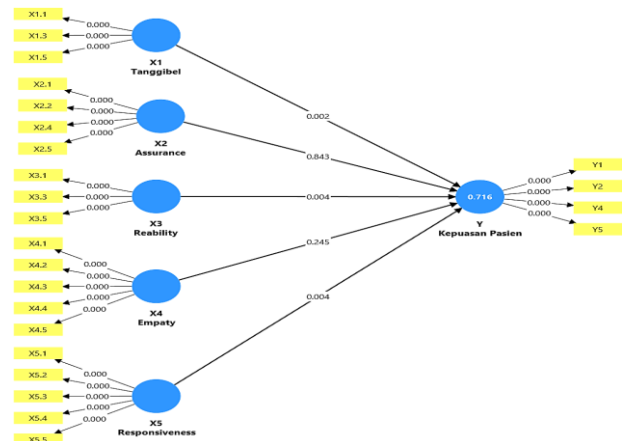 X1.1
0.000
X1.3
0.000
X1.5
0.000
X1
Tanggibel
0.002
X2.1
0.000
X2.2
0.000
X2.4
0.000
X2.5
0.000
X2
Assurance
0.843
X3.1
0.000
X3.3
0.000
X3.5
0.000
X3
Reability
0.004
X4.1
0.000
X4.2
0.000
X4.3
0.000
X4.4
0.000
X4.5
0.000
X4
Empaty
0.245
X5.1
0.000
X5.2
0.000
X5.3
0.000
X5.4
0.000
X5.5
0.000
X5
Responsiveness
0.004
0.716
Y
Kepuasan Pasien
0.000
Y1
0.000
Y2
0.000
Y4
0.000
Y5